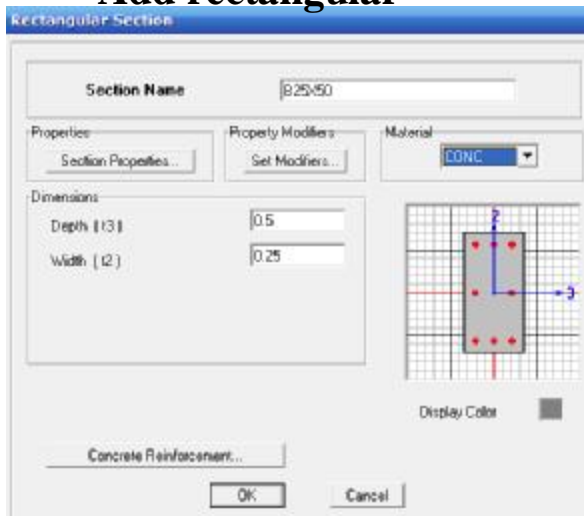 Add rectangular
Rectangular Section
Section Name B25X50
Properties Property Modifiers Material
Section Properties... Set Modifiers... CONC
Dimensions
Depth ( t3 ) 0.5
Width ( t2 ) 0.25
2
3
Display Color
Concrete Reinforcement...
OK Cancel